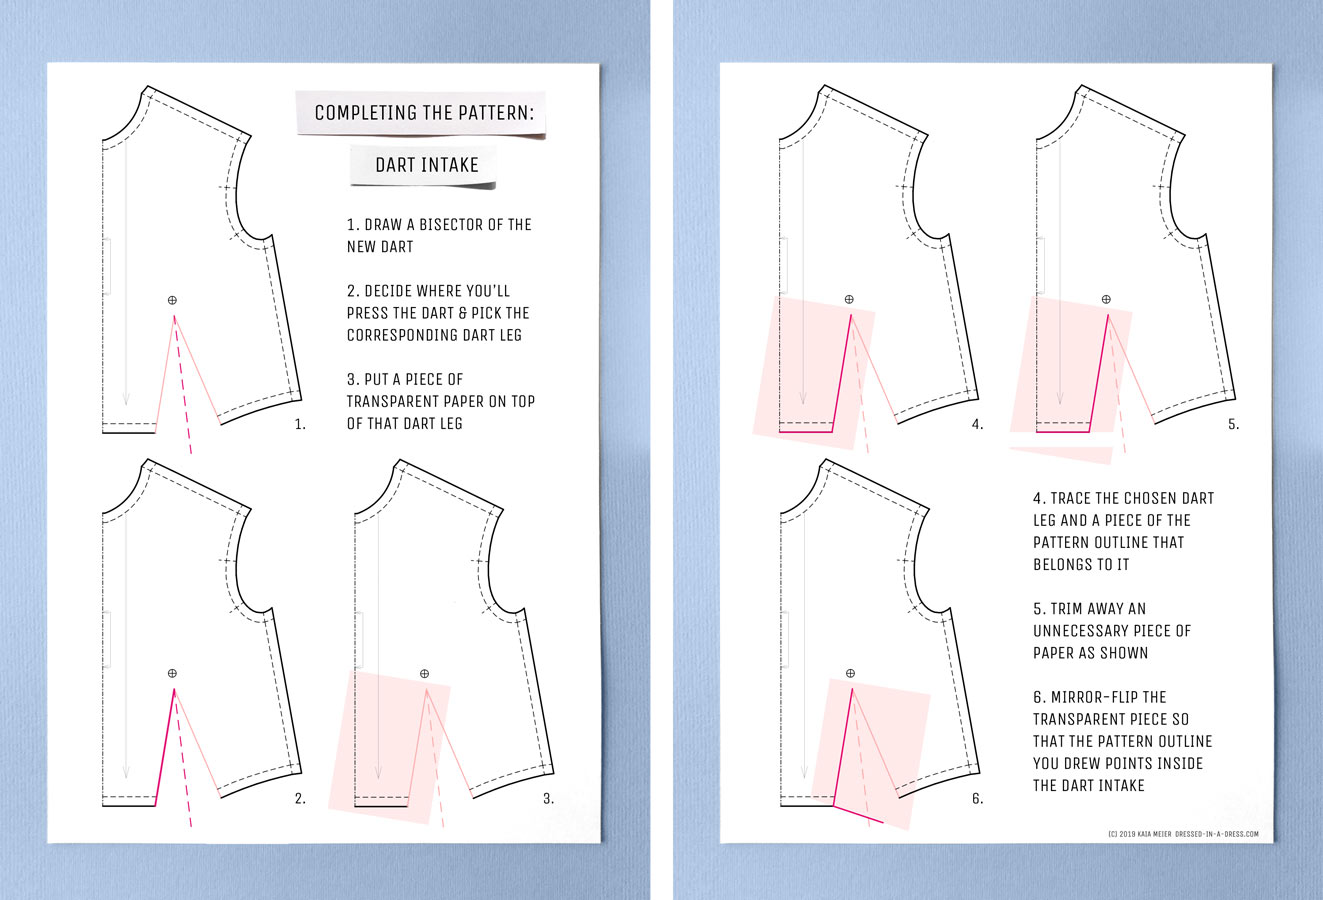 COMPLETING THE PATTERN:
DART INTAKE
1. DRAW A BISECTOR OF THE
NEW DART
2. DECIDE WHERE YOU'LL
PRESS THE DART & PICK THE
CORRESPONDING DART LEG
3. PUT A PIECE OF
TRANSPARENT PAPER ON TOP
OF THAT DART LEG
1.
2.
3.
4.
5.
4. TRACE THE CHOSEN DART
LEG AND A PIECE OF THE
PATTERN OUTLINE THAT
BELONGS TO IT
5. TRIM AWAY AN
UNNECESSARY PIECE OF
PAPER AS SHOWN
6. MIRROR-FLIP THE
TRANSPARENT PIECE SO
THAT THE PATTERN OUTLINE
YOU DREW POINTS INSIDE
THE DART INTAKE
6.
(C) 2019 KAIA MEIER DRESSED-IN-A-DRESS.COM